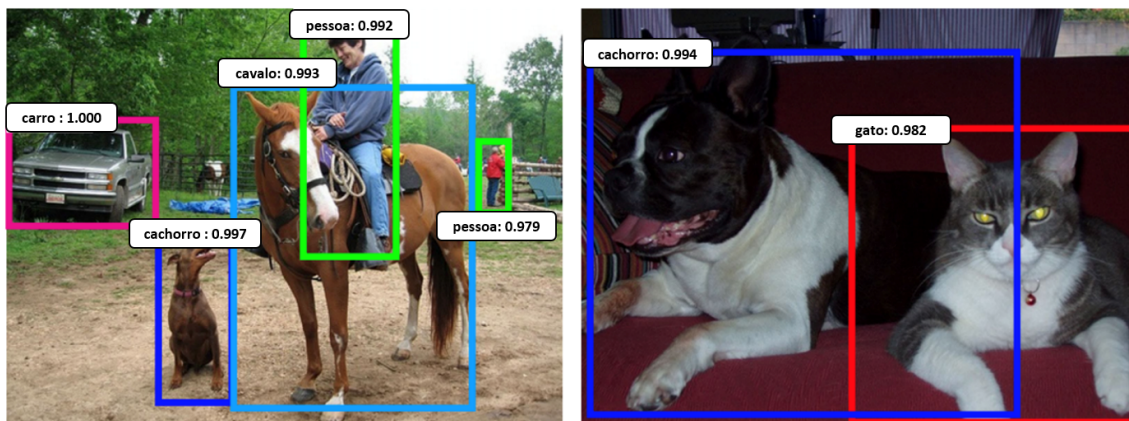 pessoa: 0.992
cavalo: 0.993
carro : 1.000
cachorro : 0.997
pessoa: 0.979
cachorro: 0.994
gato: 0.982